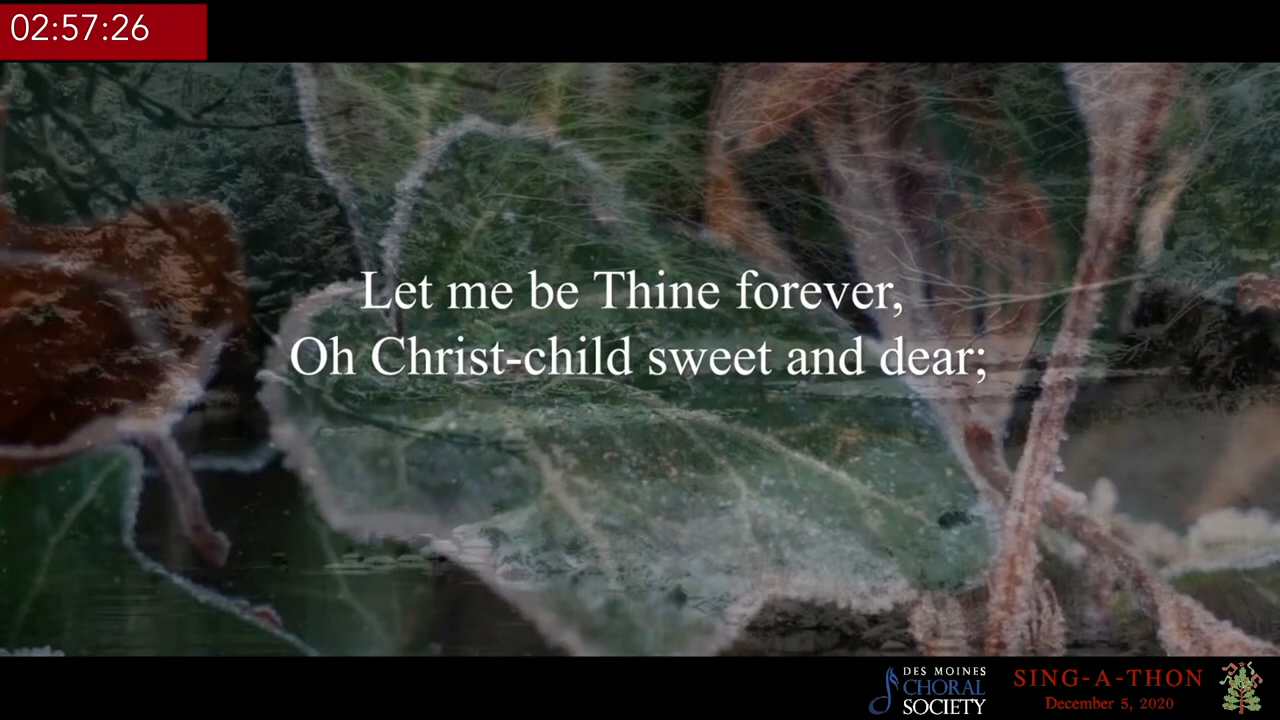 02:57:26
Let me be Thine forever,
Oh Christ-child sweet and dear;
DES MOINES
CHORAL
SOCIETY
SING-A-THON
December 5, 2020